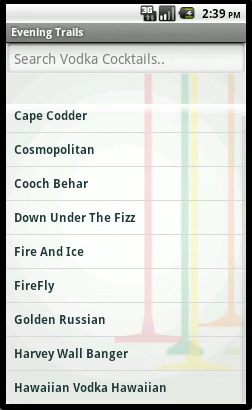 3G
2:39 PM
Evening Trails
Search Vodka Cocktails..
Cape Codder
Cosmopolitan
Cooch Behar
Down Under The Fizz
Fire And Ice
FireFly
Golden Russian
Harvey Wall Banger
Hawaiian Vodka Hawaiian